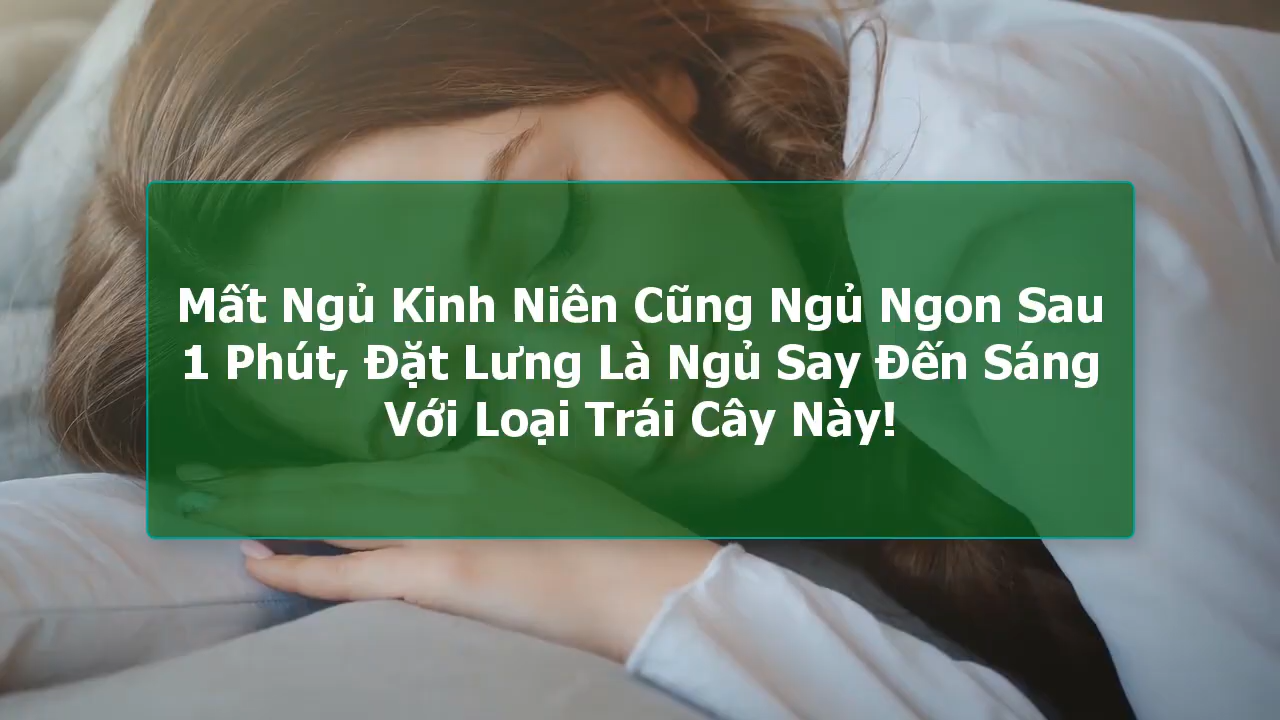 Mất Ngủ Kinh Niên Cũng Ngủ Ngon Sau
1 Phút, Đặt Lưng Là Ngủ Say Đến Sáng
Với Loại Trái Cây Này!